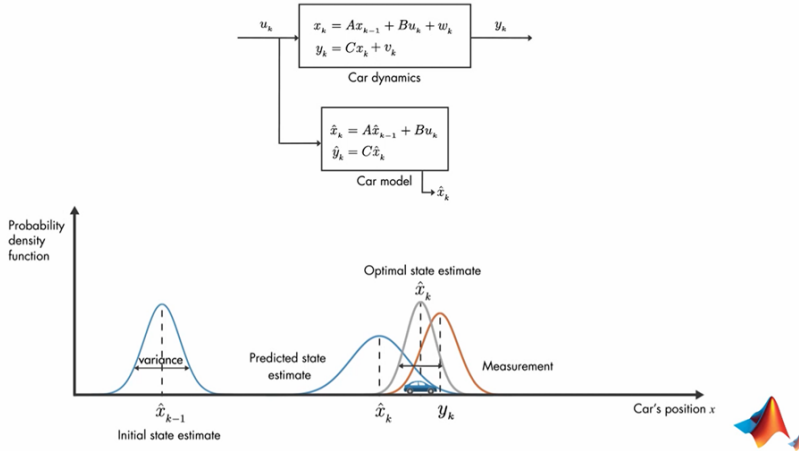 u_k
x_k = Ax_{k-1} + Bu_k + w_k
y_k = Cx_k + v_k
y_k
Car dynamics
x̂_k = Ax̂_{k-1} + Bu_k
ŷ_k = Cx̂_k
Car model
x̂_k
Probability
density
function
Optimal state estimate
x̂_k
variance
Predicted state
estimate
Measurement
x̂_{k-1}
x̂_k
y_k
Car's position x
Initial state estimate